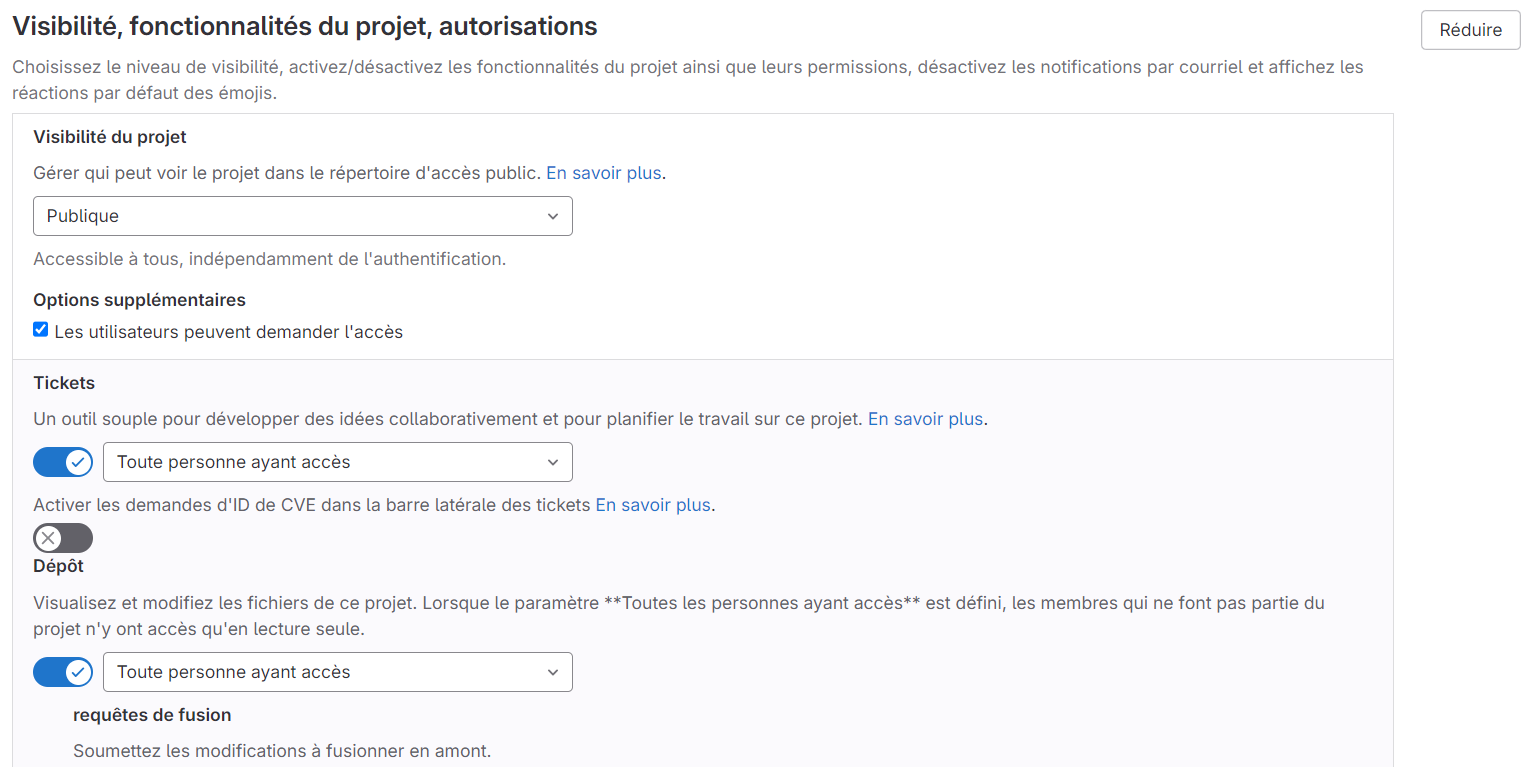 Visibilité, fonctionnalités du projet, autorisations
Réduire
Choisissez le niveau de visibilité, activez/désactivez les fonctionnalités du projet ainsi que leurs permissions, désactivez les notifications par courriel et affichez les
réactions par défaut des émojis.
Visibilité du projet
Gérer qui peut voir le projet dans le répertoire d'accès public. En savoir plus.
Publique
Accessible à tous, indépendamment de l'authentification.
Options supplémentaires
Les utilisateurs peuvent demander l'accès
Tickets
Un outil souple pour développer des idées collaborativement et pour planifier le travail sur ce projet. En savoir plus.
Toute personne ayant accès
Activer les demandes d'ID de CVE dans la barre latérale des tickets En savoir plus.
Dépôt
Visualisez et modifiez les fichiers de ce projet. Lorsque le paramètre **Toutes les personnes ayant accès** est défini, les membres qui ne font pas partie du
projet n'y ont accès qu'en lecture seule.
Toute personne ayant accès
requêtes de fusion
Soumettez les modifications à fusionner en amont.